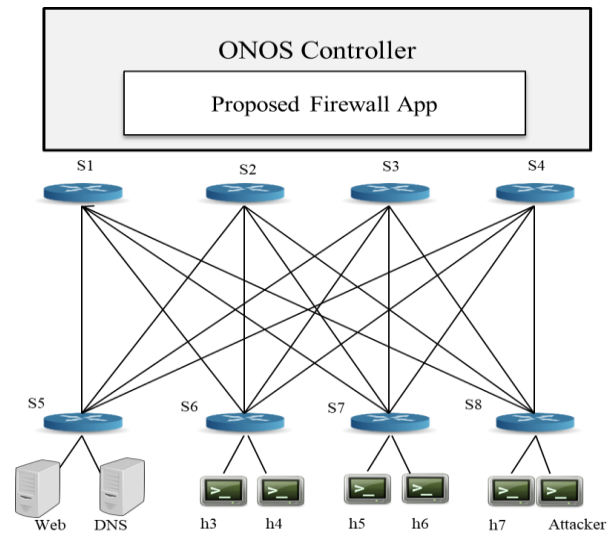 ONOS Controller
Proposed Firewall App
S1 S2 S3 S4
S5 S6 S7 S8
>_ >_ >_ >_ >_ >_
Web DNS h3 h4 h5 h6 h7 Attacker